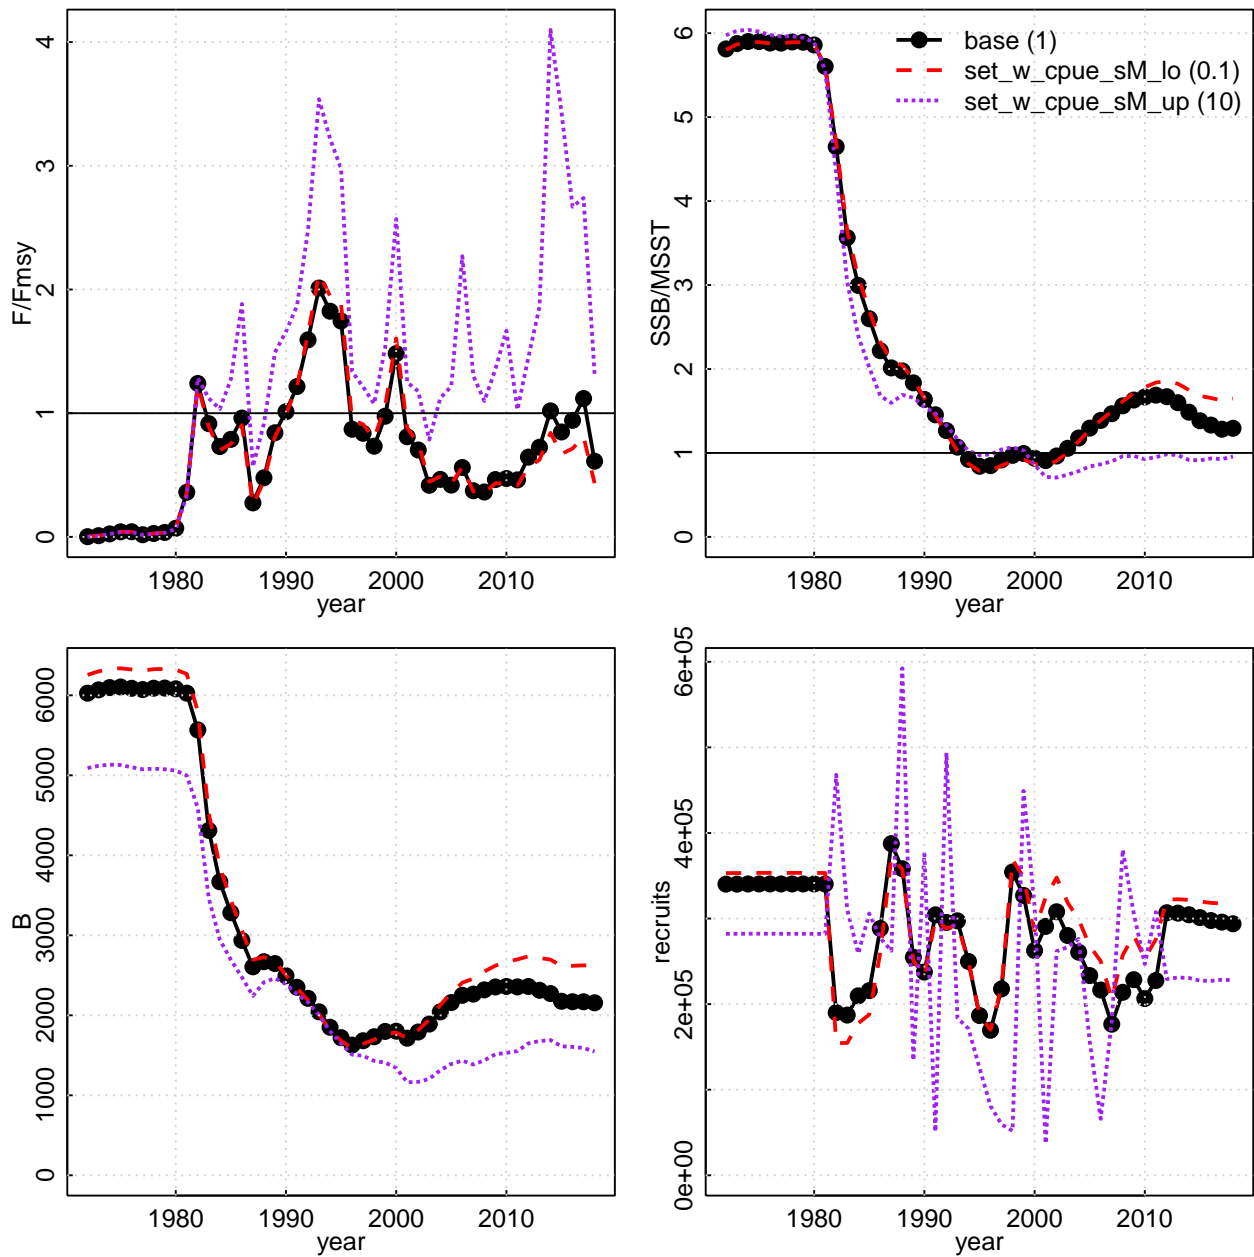 4
3
2
1
0
F/Fmsy
1980 1990 2000 2010
year
6
5
4
3
2
1
0
SSB/MSST
base (1)
set_w_cpue_sM_lo (0.1)
set_w_cpue_sM_up (10)
1980 1990 2000 2010
year
6000
5000
4000
3000
2000
1000
0
B
1980 1990 2000 2010
year
6e+05
4e+05
2e+05
0e+00
recruits
1980 1990 2000 2010
year